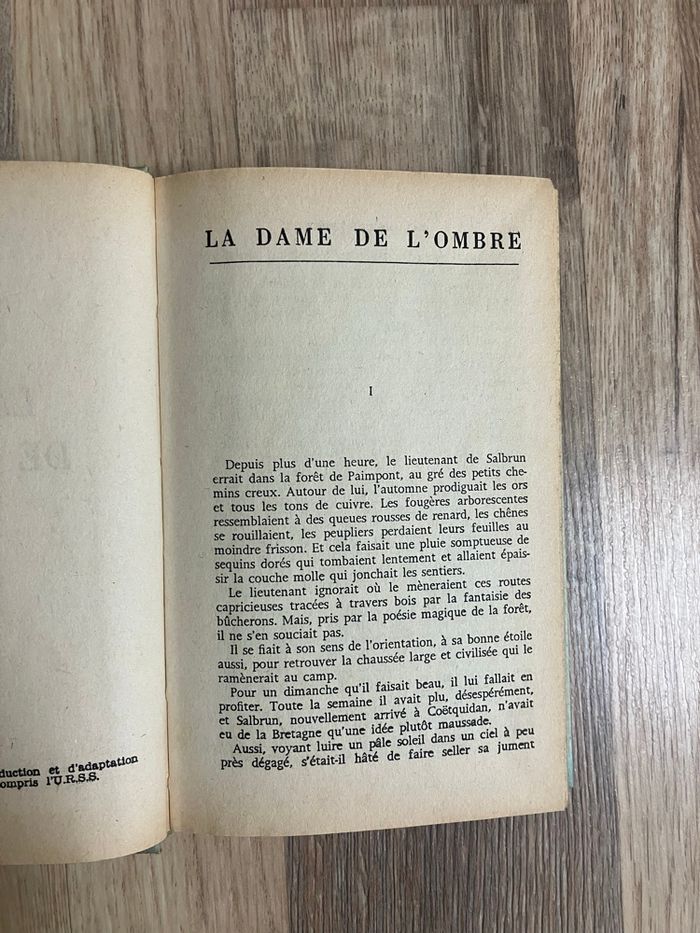 duction et d'adaptation
ompris l'U.R.S.S.
LA DAME DE L'OMBRE
I
Depuis plus d'une heure, le lieutenant de Salbrun
errait dans la forêt de Paimpont, au gré des petits che-
mins creux. Autour de lui, l'automne prodiguait les ors
et tous les tons de cuivre. Les fougères arborescentes
ressemblaient à des queues rousses de renard, les chênes
se rouillaient, les peupliers perdaient leurs feuilles au
moindre frisson. Et cela faisait une pluie somptueuse de
sequins dorés qui tombaient lentement et allaient épais-
sir la couche molle qui jonchait les sentiers.
Le lieutenant ignorait où le mèneraient ces routes
capricieuses tracées à travers bois par la fantaisie des
bûcherons. Mais, pris par la poésie magique de la forêt,
il ne s'en souciait pas.
Il se fiait à son sens de l'orientation, à sa bonne étoile
aussi, pour retrouver la chaussée large et civilisée qui le
ramènerait au camp.
Pour un dimanche qu'il faisait beau, il lui fallait en
profiter. Toute la semaine il avait plu, désespérément,
et Salbrun, nouvellement arrivé à Coëtquidan, n'avait
eu de la Bretagne qu'une idée plutôt maussade.
Aussi, voyant luire un pâle soleil dans un ciel à peu
près dégagé, s'était-il hâté de faire seller sa jument